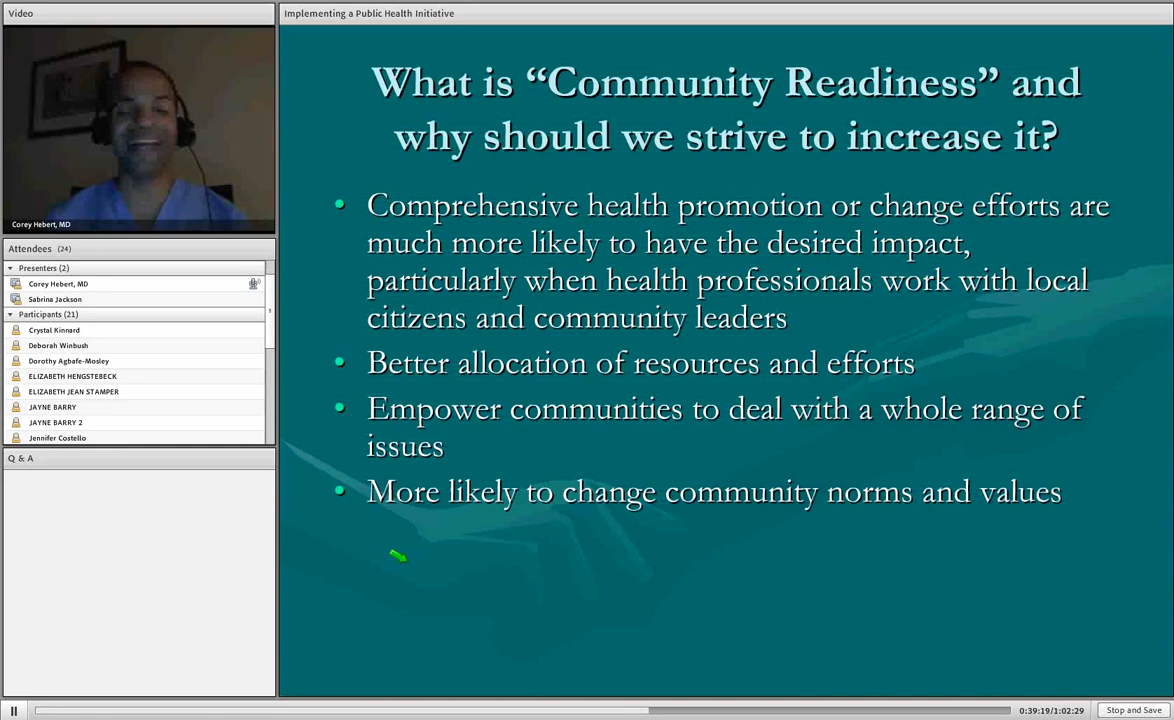 Video
Corey Hebert, MD
Attendees (24)
Presenters (2)
Corey Hebert, MD
Sabrina Jackson
Participants (21)
Crystal Kinnard
Deborah Winbush
Dorothy Agbafe-Mosley
ELIZABETH HENGSTEBECK
ELIZABETH JEAN STAMPER
JAYNE BARRY
JAYNE BARRY 2
Jennifer Costello
Q & A
Implementing a Public Health Initiative
What is “Community Readiness” and
why should we strive to increase it?
• Comprehensive health promotion or change efforts are
much more likely to have the desired impact,
particularly when health professionals work with local
citizens and community leaders
• Better allocation of resources and efforts
• Empower communities to deal with a whole range of
issues
• More likely to change community norms and values
0:39:19/1:02:29
Stop and Save